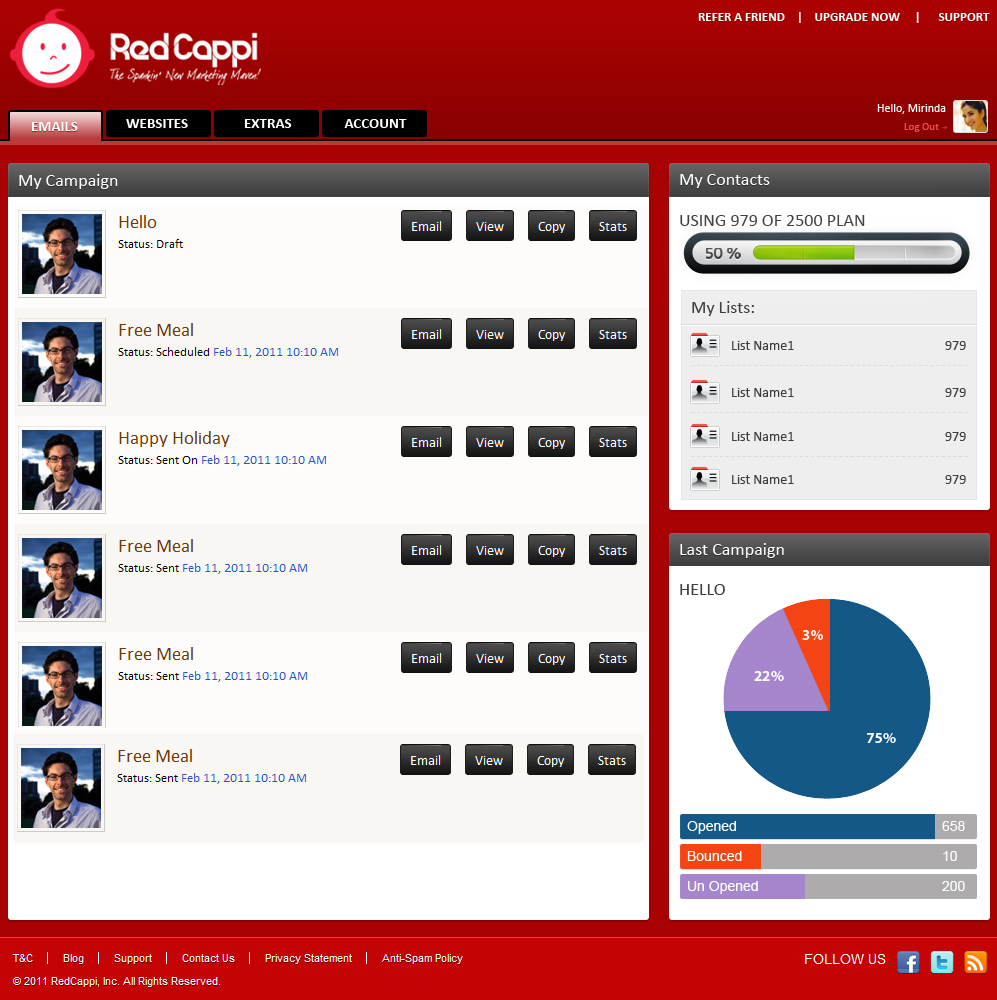 REFER A FRIEND | UPGRADE NOW | SUPPORT
RedCappi
The Spankin' New Marketing Maven!
Hello, Mirinda
Log Out
EMAILS WEBSITES EXTRAS ACCOUNT
My Campaign
Hello
Status: Draft
Email View Copy Stats
Free Meal
Status: Scheduled Feb 11, 2011 10:10 AM
Email View Copy Stats
Happy Holiday
Status: Sent On Feb 11, 2011 10:10 AM
Email View Copy Stats
Free Meal
Status: Sent Feb 11, 2011 10:10 AM
Email View Copy Stats
Free Meal
Status: Sent Feb 11, 2011 10:10 AM
Email View Copy Stats
Free Meal
Status: Sent Feb 11, 2011 10:10 AM
Email View Copy Stats
My Contacts
USING 979 OF 2500 PLAN
50 %
My Lists:
List Name1 979
List Name1 979
List Name1 979
List Name1 979
Last Campaign
HELLO
3%
22%
75%
Opened 658
Bounced 10
Un Opened 200
T&C | Blog | Support | Contact Us | Privacy Statement | Anti-Spam Policy
© 2011 RedCappi, Inc. All Rights Reserved.
FOLLOW US